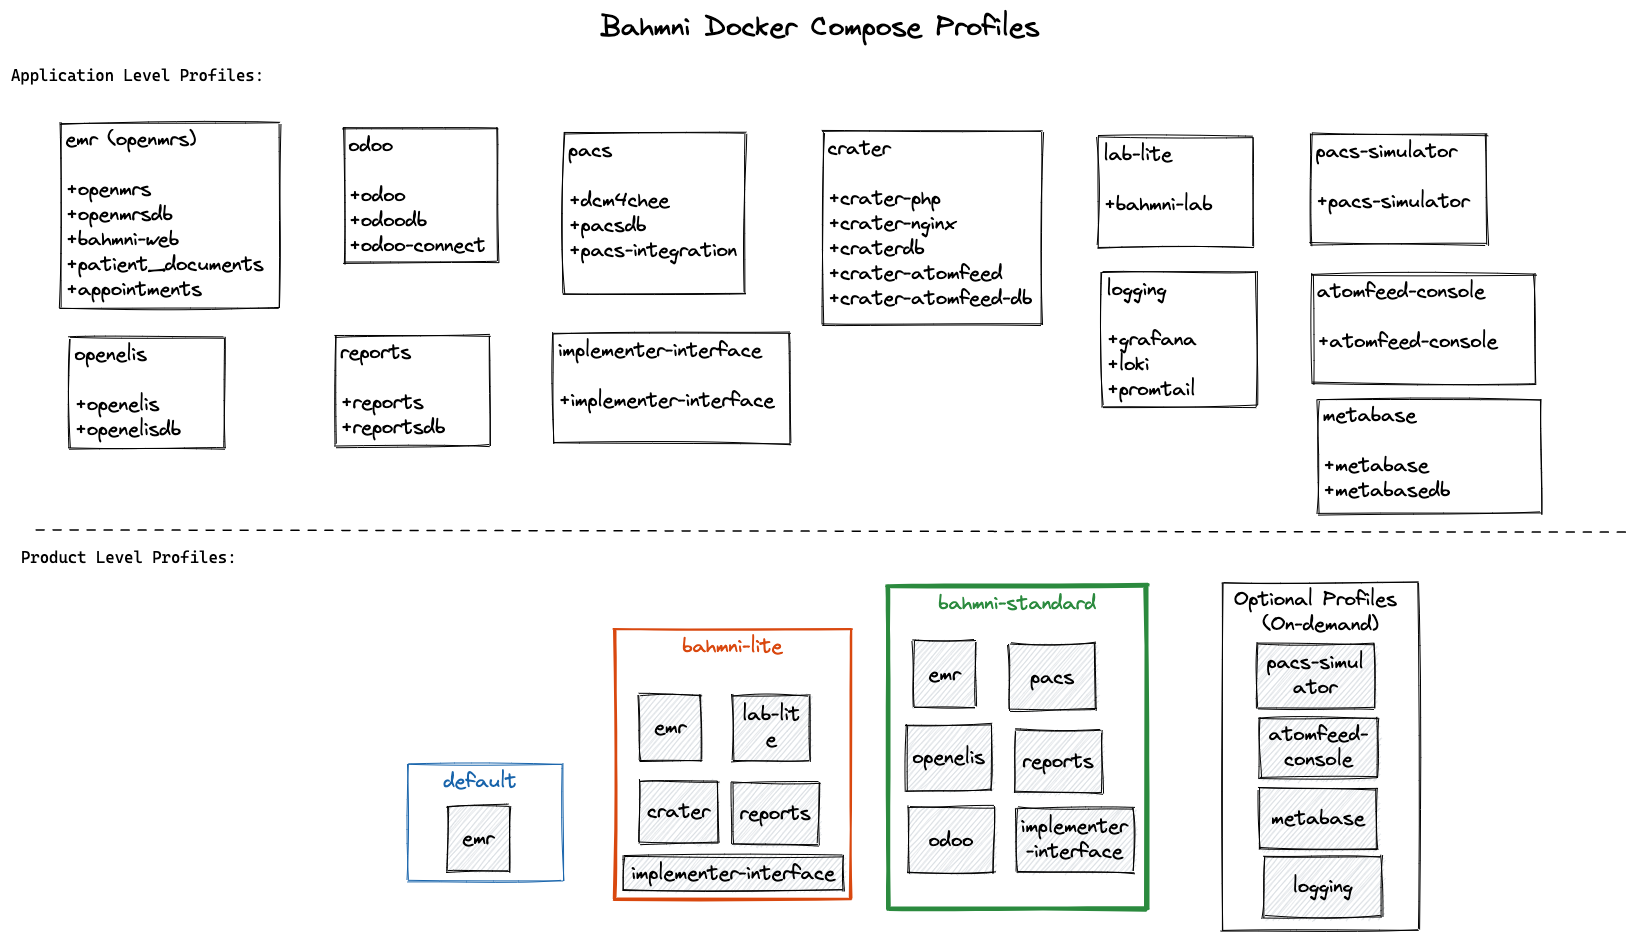 Bahmni Docker Compose Profiles
Application Level Profiles:
emr (openmrs)
+openmrs
+openmrsdb
+bahmni-web
+patient_documents
+appointments
odoo
+odoo
+odoodb
+odoo-connect
pacs
+dcm4chee
+pacsdb
+pacs-integration
crater
+crater-php
+crater-nginx
+craterdb
+crater-atomfeed
+crater-atomfeed-db
lab-lite
+bahmni-lab
pacs-simulator
+pacs-simulator
openelis
+openelis
+openelisdb
reports
+reports
+reportsdb
implementer-interface
+implementer-interface
logging
+grafana
+loki
+promtail
atomfeed-console
+atomfeed-console
metabase
+metabase
+metabasedb
Product Level Profiles:
default
emr
bahmni-lite
emr
lab-lit
e
crater
reports
implementer-interface
bahmni-standard
emr
pacs
openelis
reports
odoo
implementer
-interface
Optional Profiles
(On-demand)
pacs-simul
ator
atomfeed-
console
metabase
logging